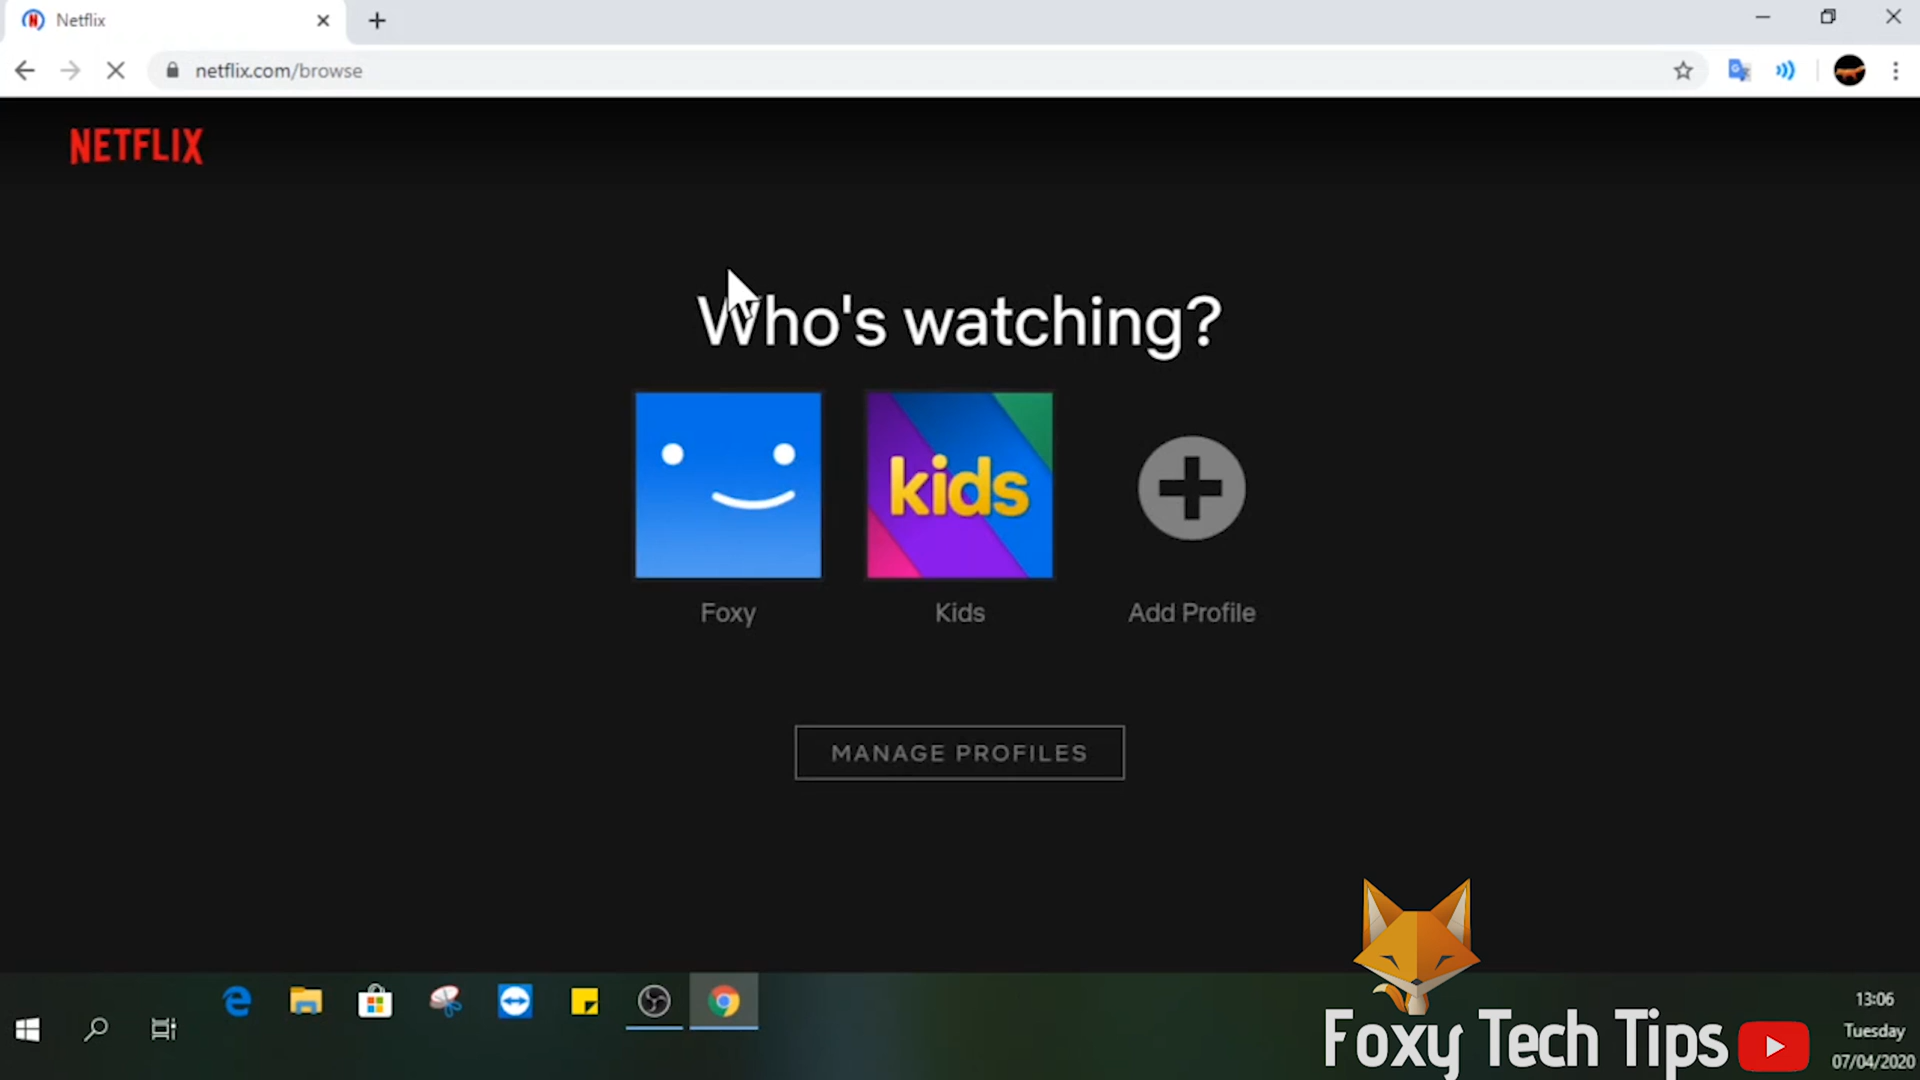 Netflix
netflix.com/browse
NETFLIX
Who's watching?
kids
Foxy
Kids
Add Profile
MANAGE PROFILES
13:06
Tuesday
07/04/2020
Foxy Tech Tips